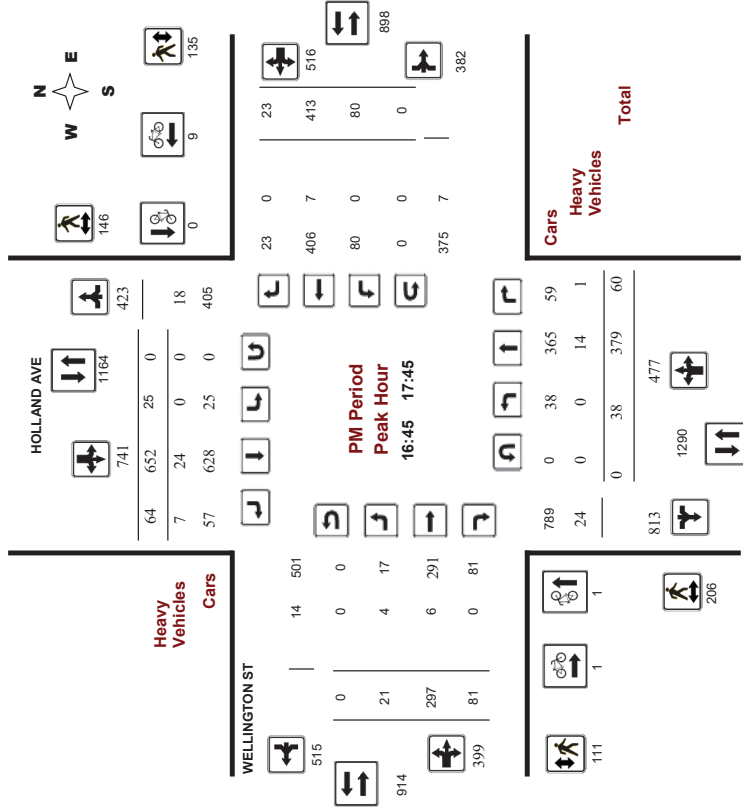 HOLLAND AVE
N
W E
S
1164
741
423
146
135
0
9
64 652 25 0
7 24 0 0 18
57 628 25 0 405
Heavy
Vehicles
Cars
898
516
382
23 0 23
406 7 413
80 0 80
0 0 0
375 7
PM Period
Peak Hour
16:45 17:45
WELLINGTON ST
515
914
399
14 501
0 0 0
21 4 17
297 6 291
81 0 81
Cars
Heavy
Vehicles
Total
789 0 38 365 59
24 0 0 14 1
813 0 38 379 60
477
1290
111
1
1
206